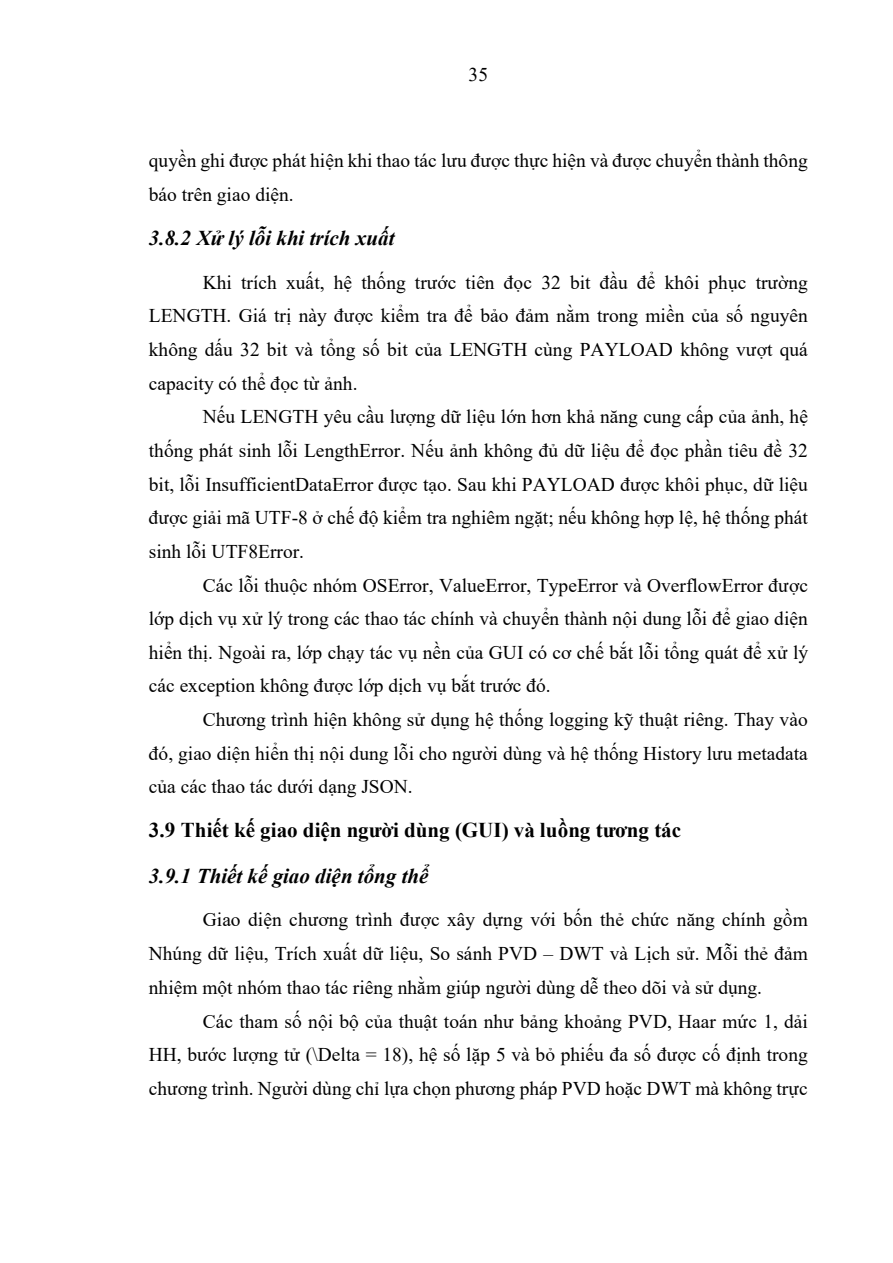 35
quyền ghi được phát hiện khi thao tác lưu được thực hiện và được chuyển thành thông
báo trên giao diện.
3.8.2 Xử lý lỗi khi trích xuất
Khi trích xuất, hệ thống trước tiên đọc 32 bit đầu để khôi phục trường
LENGTH. Giá trị này được kiểm tra để bảo đảm nằm trong miền của số nguyên
không dấu 32 bit và tổng số bit của LENGTH cùng PAYLOAD không vượt quá
capacity có thể đọc từ ảnh.
Nếu LENGTH yêu cầu lượng dữ liệu lớn hơn khả năng cung cấp của ảnh, hệ
thống phát sinh lỗi LengthError. Nếu ảnh không đủ dữ liệu để đọc phần tiêu đề 32
bit, lỗi InsufficientDataError được tạo. Sau khi PAYLOAD được khôi phục, dữ liệu
được giải mã UTF-8 ở chế độ kiểm tra nghiêm ngặt; nếu không hợp lệ, hệ thống phát
sinh lỗi UTF8Error.
Các lỗi thuộc nhóm OSError, ValueError, TypeError và OverflowError được
lớp dịch vụ xử lý trong các thao tác chính và chuyển thành nội dung lỗi để giao diện
hiển thị. Ngoài ra, lớp chạy tác vụ nền của GUI có cơ chế bắt lỗi tổng quát để xử lý
các exception không được lớp dịch vụ bắt trước đó.
Chương trình hiện không sử dụng hệ thống logging kỹ thuật riêng. Thay vào
đó, giao diện hiển thị nội dung lỗi cho người dùng và hệ thống History lưu metadata
của các thao tác dưới dạng JSON.
3.9 Thiết kế giao diện người dùng (GUI) và luồng tương tác
3.9.1 Thiết kế giao diện tổng thể
Giao diện chương trình được xây dựng với bốn thẻ chức năng chính gồm
Nhúng dữ liệu, Trích xuất dữ liệu, So sánh PVD – DWT và Lịch sử. Mỗi thẻ đảm
nhiệm một nhóm thao tác riêng nhằm giúp người dùng dễ theo dõi và sử dụng.
Các tham số nội bộ của thuật toán như bảng khoảng PVD, Haar mức 1, dải
HH, bước lượng tử (\Delta = 18), hệ số lặp 5 và bỏ phiếu đa số được cố định trong
chương trình. Người dùng chỉ lựa chọn phương pháp PVD hoặc DWT mà không trực